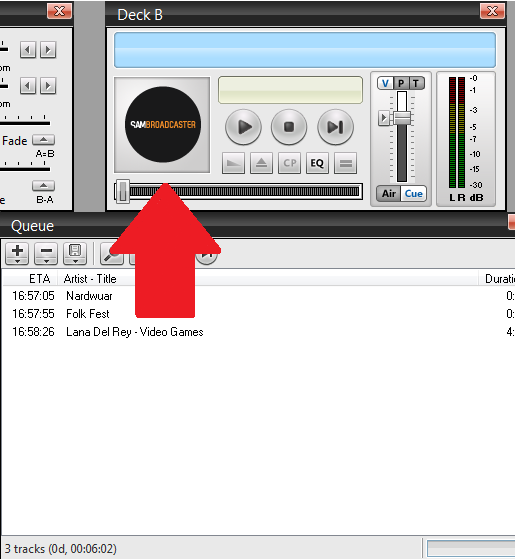 Deck B
om
om
Fade
A=B
e
B-A
SAMBROADCASTER
CP
EQ
V P T
Air Cue
-0
-1
-3
-5
-7
-10
-15
-30
L R dB
Queue
ETA Artist - Title Duratio
16:57:05 Nardwuar 0:
16:57:55 Folk Fest 0:
16:58:26 Lana Del Rey - Video Games 4:
3 tracks (0d, 00:06:02)